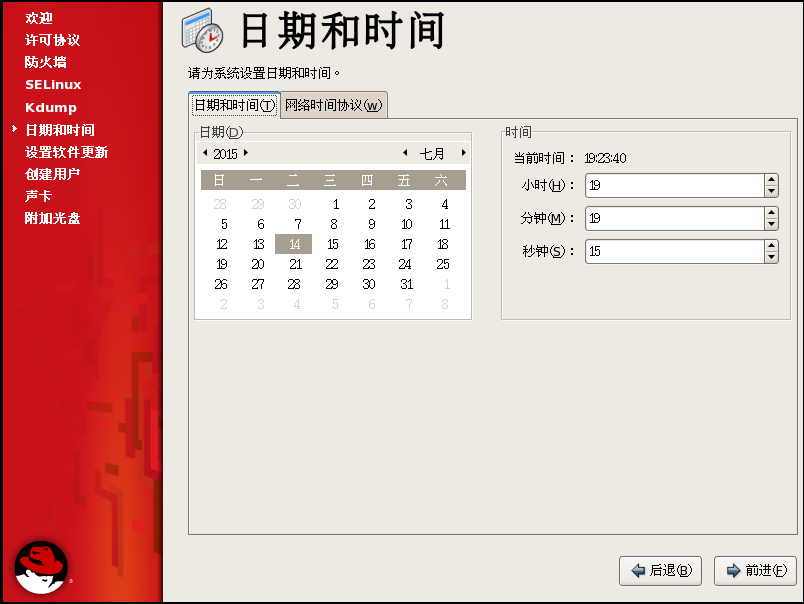 欢迎
许可协议
防火墙
SELinux
Kdump
日期和时间
设置软件更新
创建用户
声卡
附加光盘
日期和时间
请为系统设置日期和时间。
日期和时间(T) 网络时间协议(w)
日期(D)
2015 七月
日 一 二 三 四 五 六
28 29 30 1 2 3 4
5 6 7 8 9 10 11
12 13 14 15 16 17 18
19 20 21 22 23 24 25
26 27 28 29 30 31 1
2 3 4 5 6 7 8
时间
当前时间： 19:23:40
小时(H)： 19
分钟(M)： 19
秒钟(S)： 15
后退(B) 前进(F)